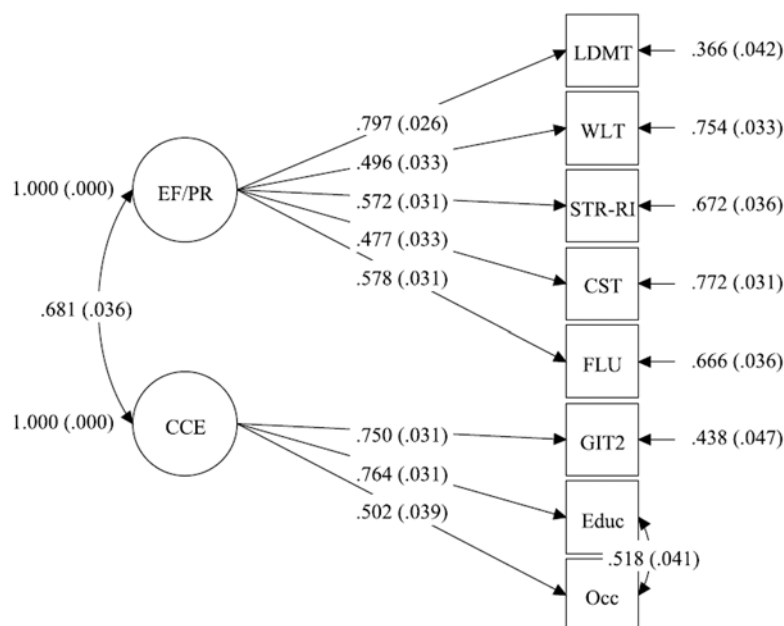 LDMT
.366 (.042)
.797 (.026)
WLT
.754 (.033)
.496 (.033)
1.000 (.000)
EF/PR
.572 (.031)
STR-RI
.672 (.036)
.477 (.033)
.578 (.031)
CST
.772 (.031)
.681 (.036)
FLU
.666 (.036)
1.000 (.000)
CCE
.750 (.031)
GIT2
.438 (.047)
.764 (.031)
.502 (.039)
Educ
.518 (.041)
Occ